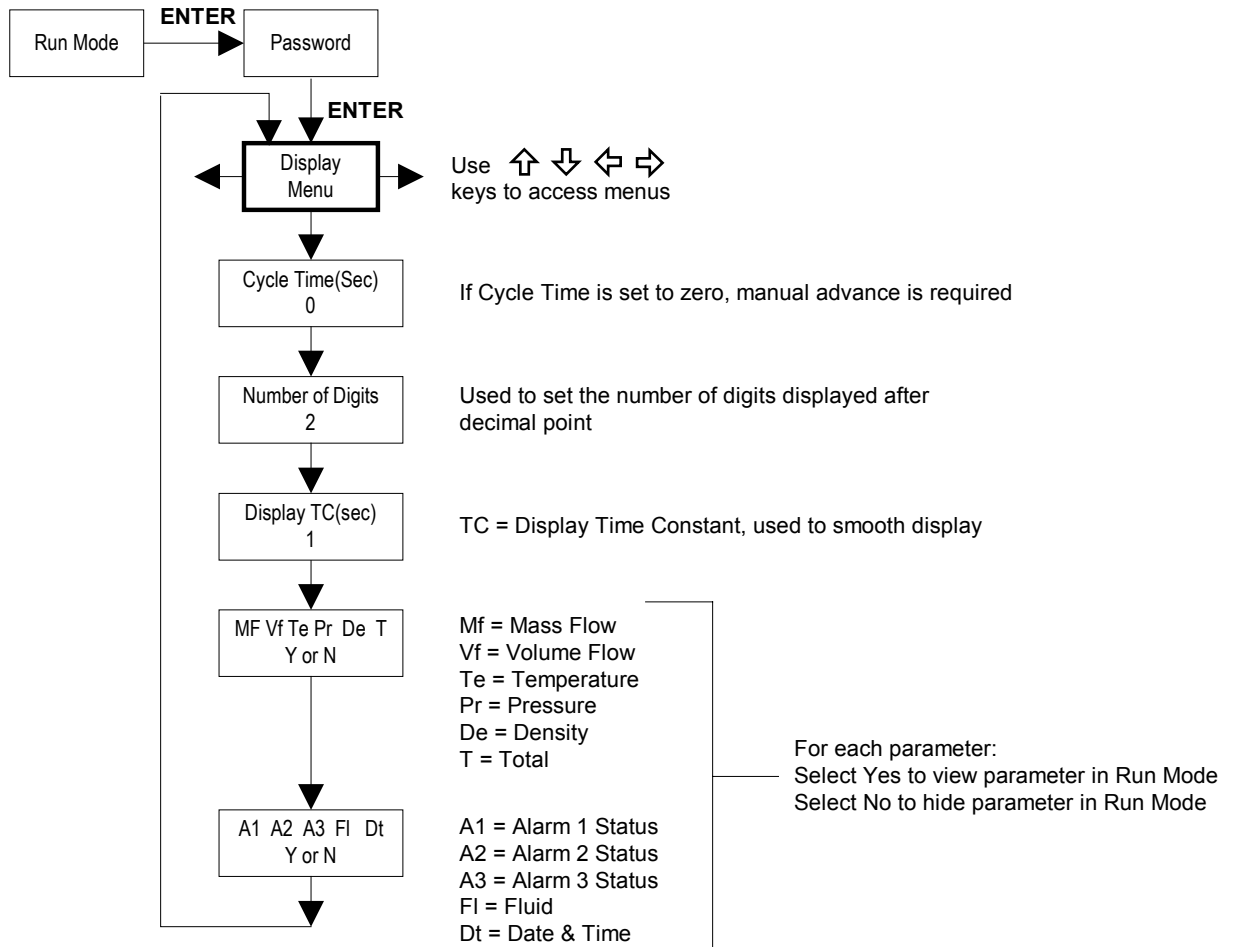 ENTER
Run Mode
Password
ENTER
Display
Menu
Use
keys to access menus
Cycle Time(Sec)
0
If Cycle Time is set to zero, manual advance is required
Number of Digits
2
Used to set the number of digits displayed after
decimal point
Display TC(sec)
1
TC = Display Time Constant, used to smooth display
MF Vf Te Pr De T
Y or N
Mf = Mass Flow
Vf = Volume Flow
Te = Temperature
Pr = Pressure
De = Density
T = Total
For each parameter:
Select Yes to view parameter in Run Mode
Select No to hide parameter in Run Mode
A1 A2 A3 Fl Dt
Y or N
A1 = Alarm 1 Status
A2 = Alarm 2 Status
A3 = Alarm 3 Status
Fl = Fluid
Dt = Date & Time